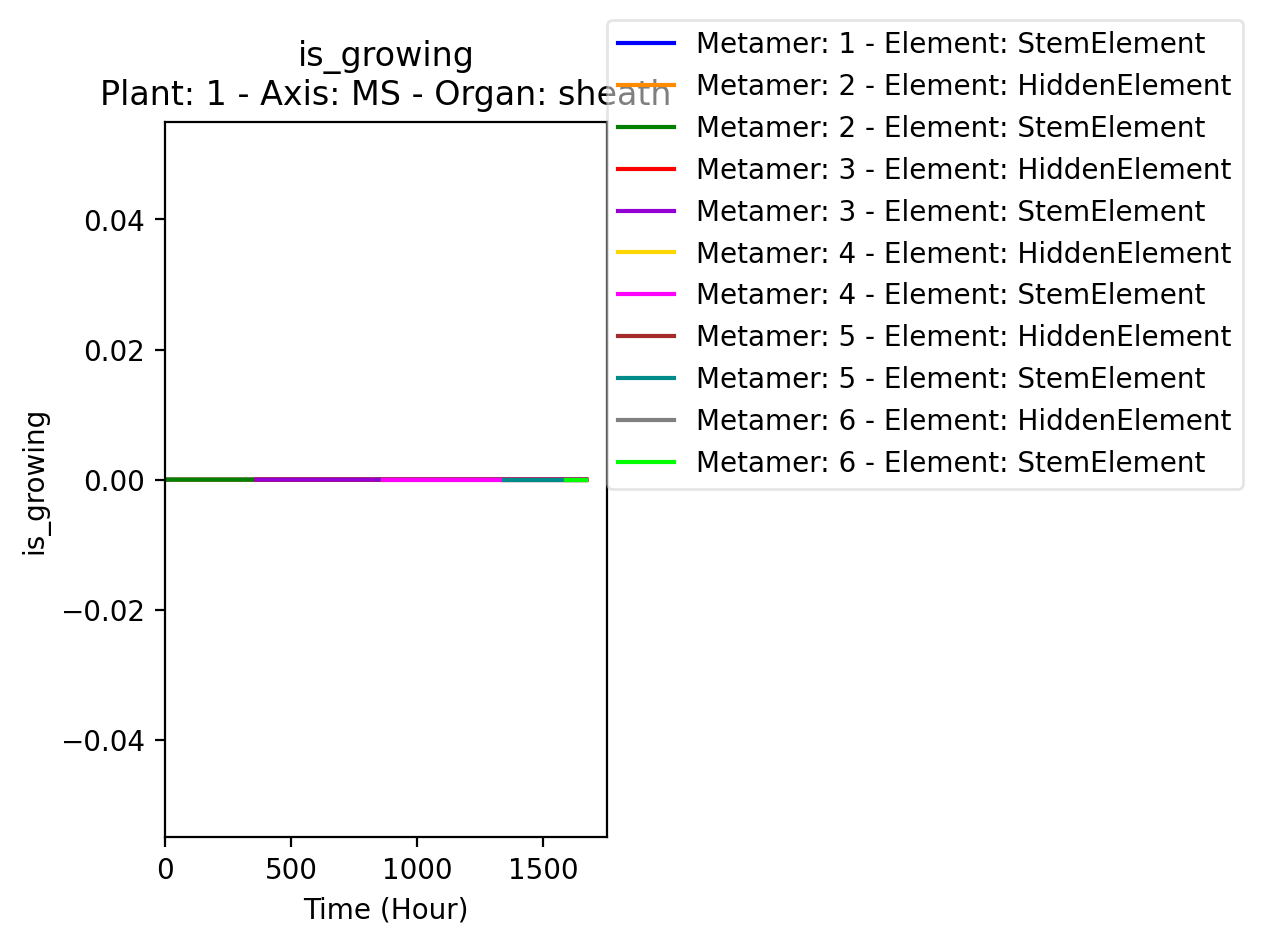 is_growing
Plant: 1 - Axis: MS - Organ: sheath
Metamer: 1 - Element: StemElement
Metamer: 2 - Element: HiddenElement
Metamer: 2 - Element: StemElement
Metamer: 3 - Element: HiddenElement
Metamer: 3 - Element: StemElement
Metamer: 4 - Element: HiddenElement
Metamer: 4 - Element: StemElement
Metamer: 5 - Element: HiddenElement
Metamer: 5 - Element: StemElement
Metamer: 6 - Element: HiddenElement
Metamer: 6 - Element: StemElement
is_growing
0.04
0.02
0.00
−0.02
−0.04
0 500 1000 1500
Time (Hour)